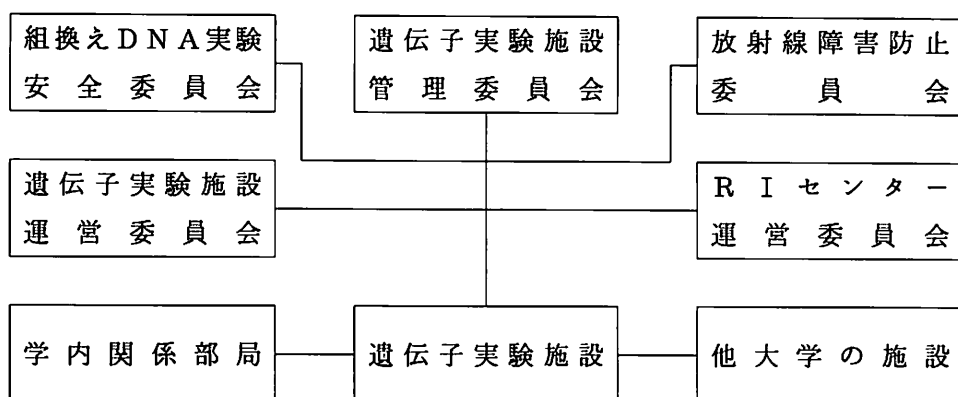 組換えDNA実験
安全委員会
遺伝子実験施設
管理委員会
放射線障害防止
委員会
遺伝子実験施設
運営委員会
RIセンター
運営委員会
学内関係部局
遺伝子実験施設
他大学の施設